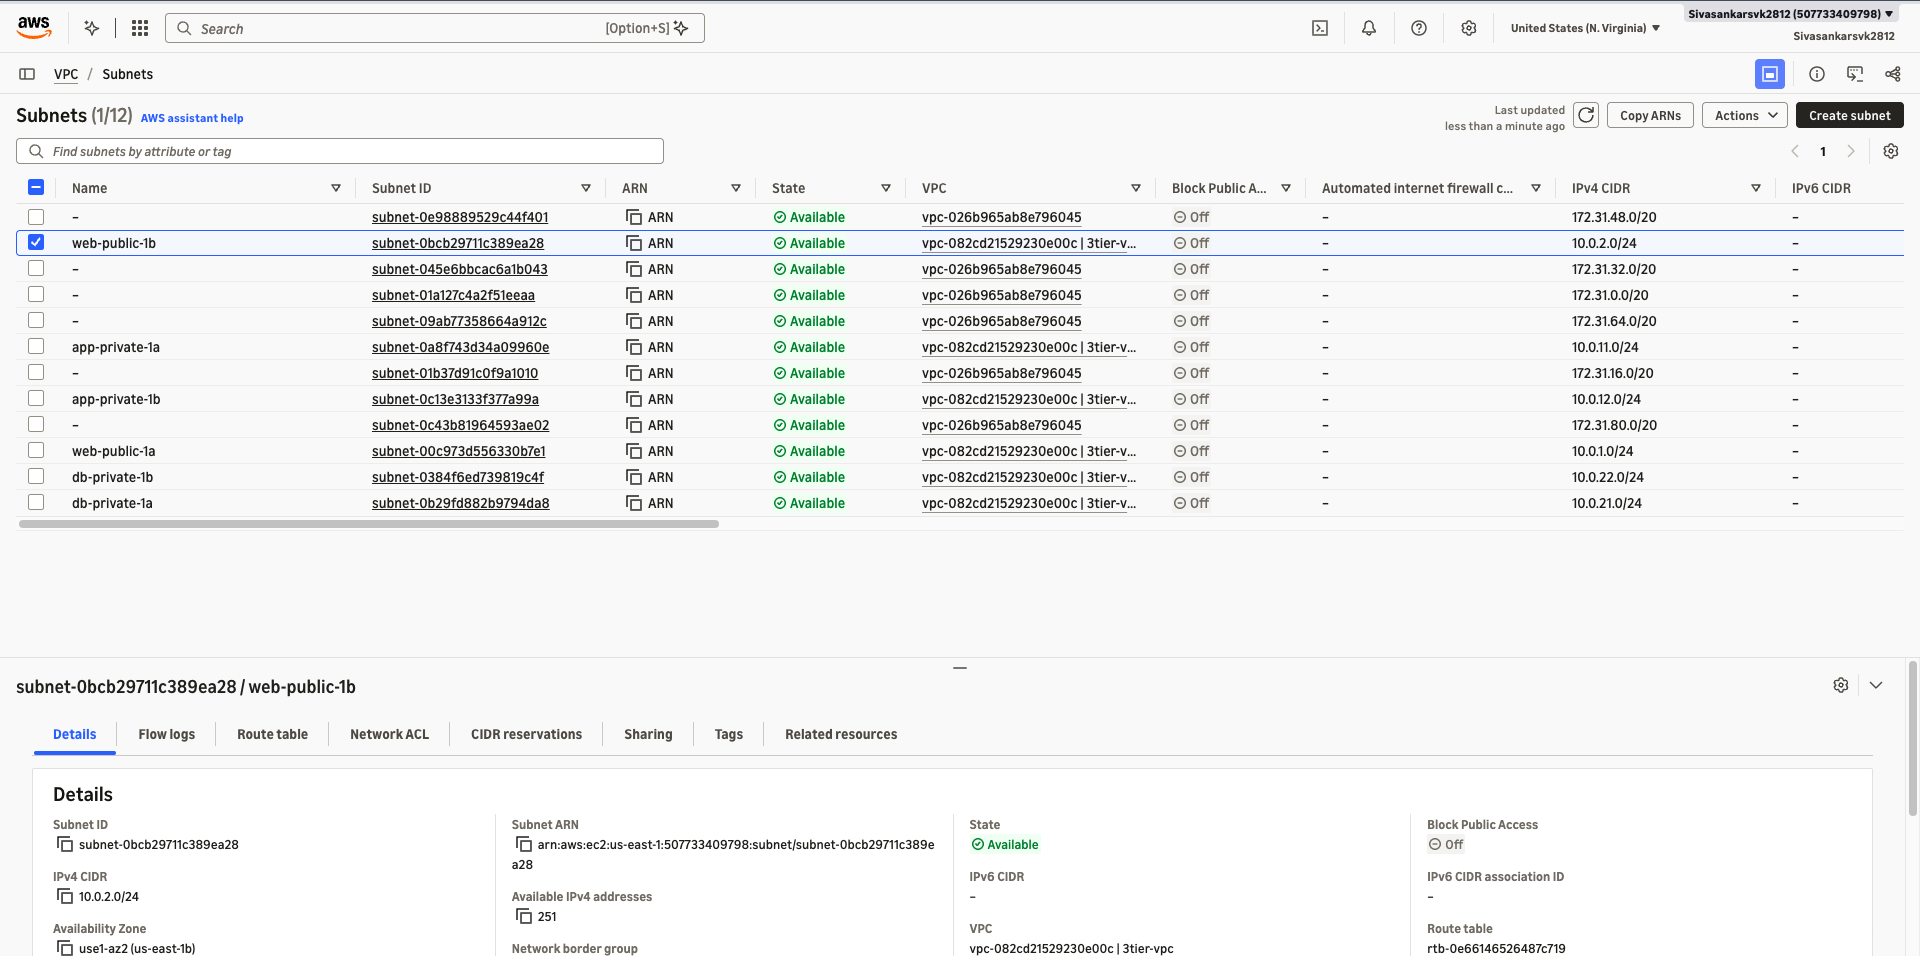 aws
Search [Option+S]
United States (N. Virginia)
Sivasankarsvk2812 (507733409798)
Sivasankarsvk2812
VPC / Subnets
Subnets (1/12) AWS assistant help
Last updated
less than a minute ago
Copy ARNs Actions Create subnet
Find subnets by attribute or tag
1
Name Subnet ID ARN State VPC Block Public A... Automated internet firewall c... IPv4 CIDR IPv6 CIDR
– subnet-0e98889529c44f401 ARN Available vpc-026b965ab8e796045 Off – 172.31.48.0/20 –
web-public-1b subnet-0bcb29711c389ea28 ARN Available vpc-082cd21529230e00c | 3tier-v... Off – 10.0.2.0/24 –
– subnet-045e6bbcac6a1b043 ARN Available vpc-026b965ab8e796045 Off – 172.31.32.0/20 –
– subnet-01a127c4a2f51eeaa ARN Available vpc-026b965ab8e796045 Off – 172.31.0.0/20 –
– subnet-09ab77358664a912c ARN Available vpc-026b965ab8e796045 Off – 172.31.64.0/20 –
app-private-1a subnet-0a8f743d34a09960e ARN Available vpc-082cd21529230e00c | 3tier-v... Off – 10.0.11.0/24 –
– subnet-01b37d91c0f9a1010 ARN Available vpc-026b965ab8e796045 Off – 172.31.16.0/20 –
app-private-1b subnet-0c13e3133f377a99a ARN Available vpc-082cd21529230e00c | 3tier-v... Off – 10.0.12.0/24 –
– subnet-0c43b81964593ae02 ARN Available vpc-026b965ab8e796045 Off – 172.31.80.0/20 –
web-public-1a subnet-00c973d556330b7e1 ARN Available vpc-082cd21529230e00c | 3tier-v... Off – 10.0.1.0/24 –
db-private-1b subnet-0384f6ed739819c4f ARN Available vpc-082cd21529230e00c | 3tier-v... Off – 10.0.22.0/24 –
db-private-1a subnet-0b29fd882b9794da8 ARN Available vpc-082cd21529230e00c | 3tier-v... Off – 10.0.21.0/24 –
subnet-0bcb29711c389ea28 / web-public-1b
Details Flow logs Route table Network ACL CIDR reservations Sharing Tags Related resources
Details
Subnet ID
subnet-0bcb29711c389ea28
IPv4 CIDR
10.0.2.0/24
Availability Zone
use1-az2 (us-east-1b)
Subnet ARN
arn:aws:ec2:us-east-1:507733409798:subnet/subnet-0bcb29711c389e
a28
Available IPv4 addresses
251
Network border group
State
Available
IPv6 CIDR
–
VPC
vpc-082cd21529230e00c | 3tier-vpc
Block Public Access
Off
IPv6 CIDR association ID
–
Route table
rtb-0e66146526487c719